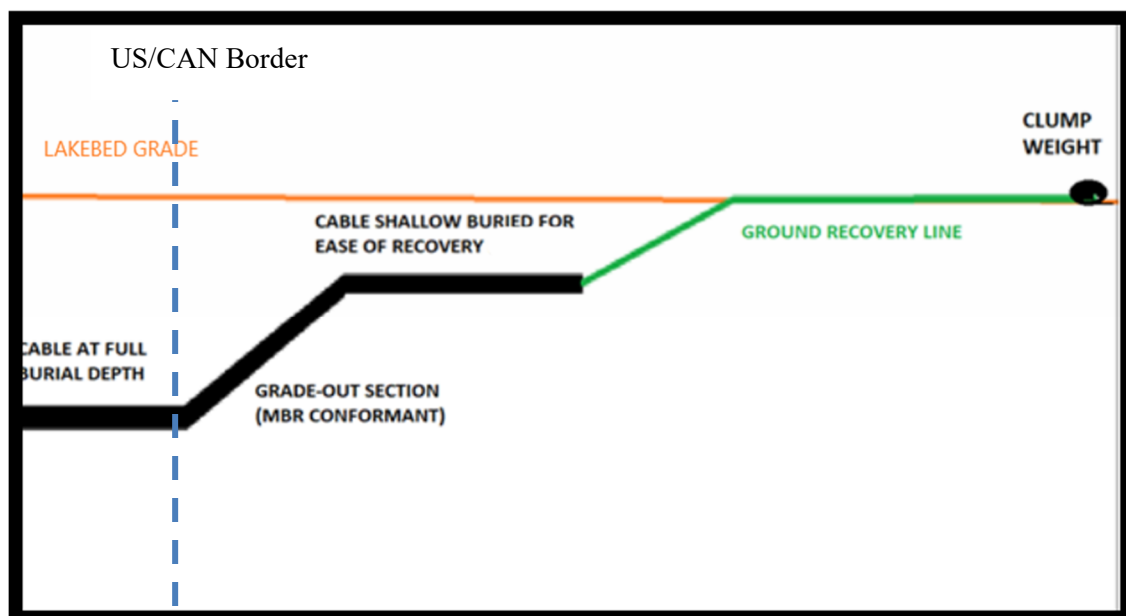 US/CAN Border
CLUMP
WEIGHT
LAKEBED GRADE
CABLE SHALLOW BURIED FOR
EASE OF RECOVERY
GROUND RECOVERY LINE
CABLE AT FULL
BURIAL DEPTH
GRADE-OUT SECTION
(MBR CONFORMANT)